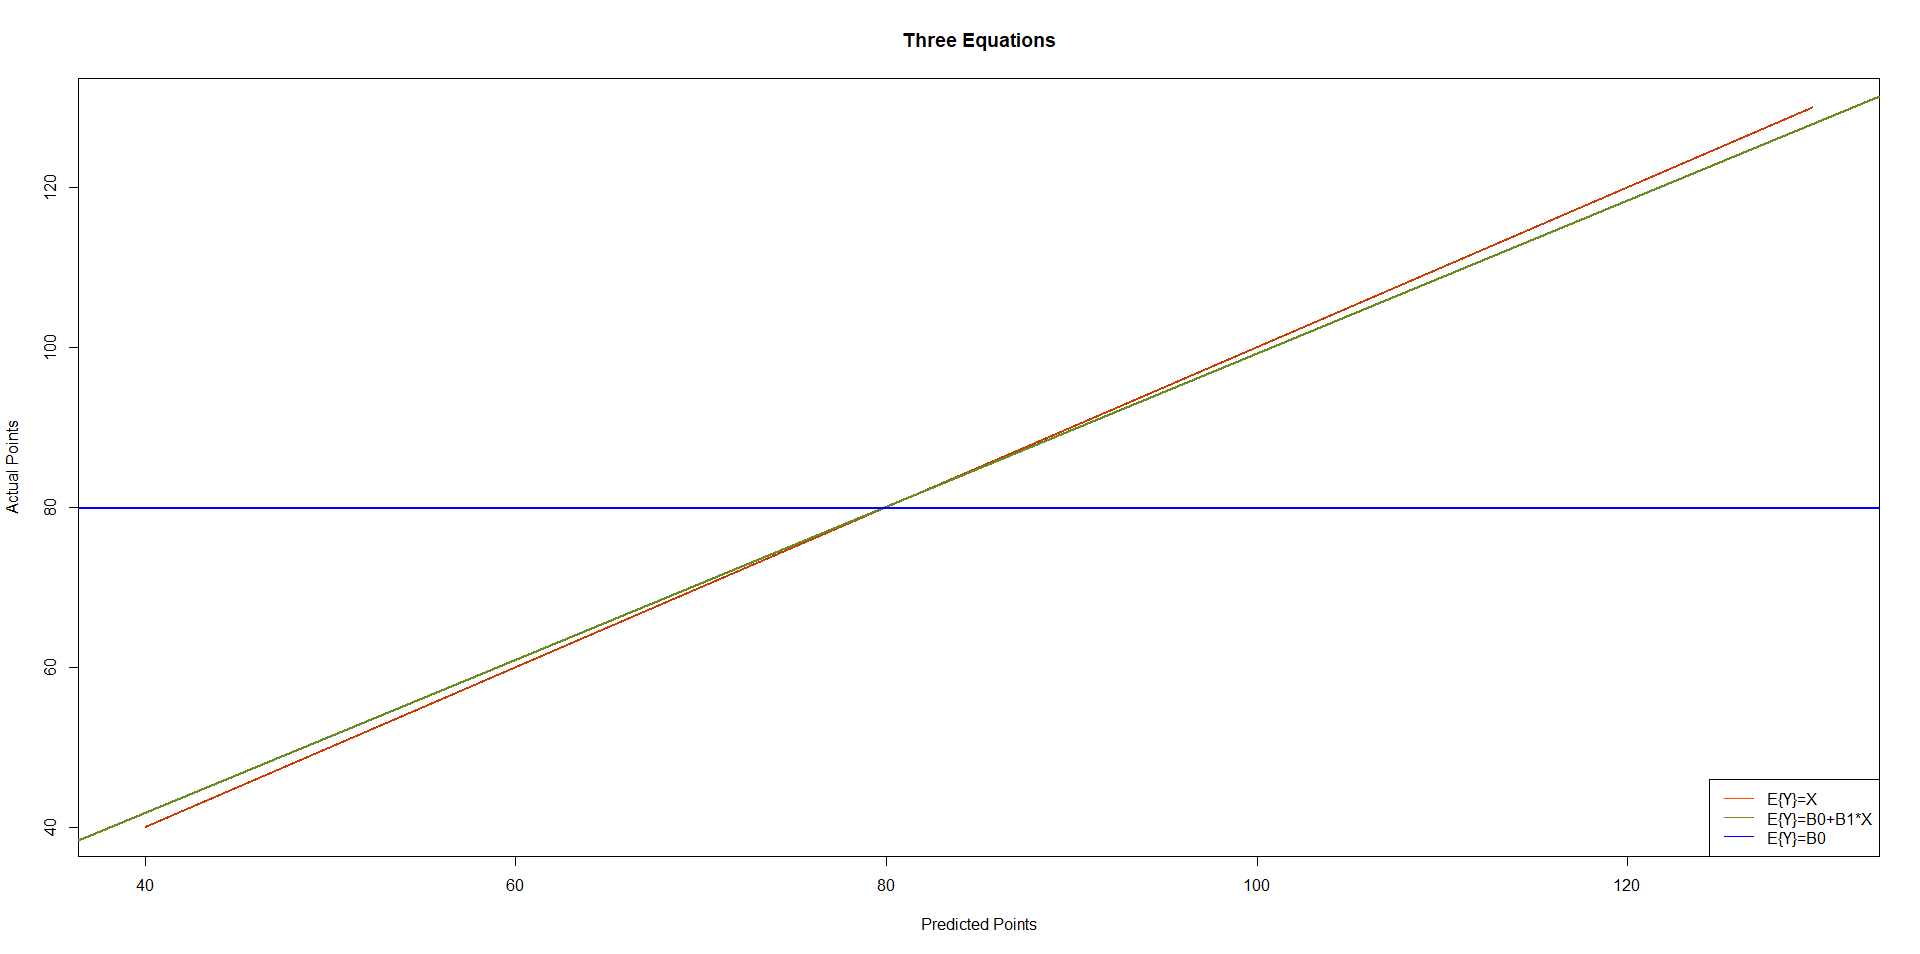 Three Equations
Actual Points
120
100
80
60
40
E{Y}=X
E{Y}=B0+B1*X
E{Y}=B0
40 60 80 100 120
Predicted Points